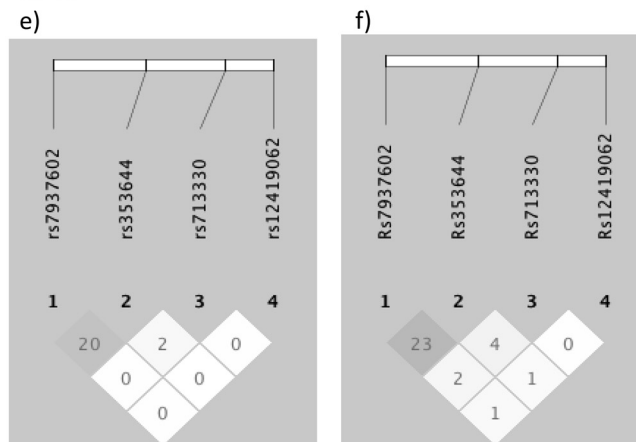 e)
rs7937602
rs353644
rs713330
rs12419062
1 2 3 4
20 2 0
0 0
0
f)
Rs7937602
Rs353644
Rs713330
Rs12419062
1 2 3 4
23 4 0
2 1
1